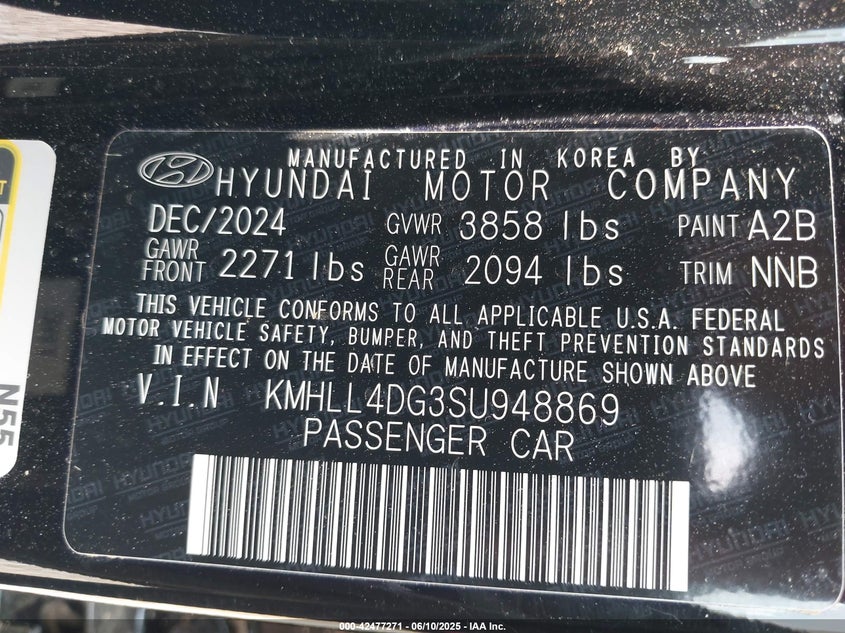 MANUFACTURED IN KOREA BY
HYUNDAI MOTOR COMPANY
DEC/2024 GVWR 3858 lbs PAINT A2B
GAWR FRONT 2271 lbs GAWR REAR 2094 lbs TRIM NNB
THIS VEHICLE CONFORMS TO ALL APPLICABLE U.S.A. FEDERAL
MOTOR VEHICLE SAFETY, BUMPER, AND THEFT PREVENTION STANDARDS
IN EFFECT ON THE DATE OF MANUFACTURE SHOWN ABOVE
V.I.N KMHLL4DG3SU948869
PASSENGER CAR
N55
000-42477271 - 06/10/2025 - IAA Inc.